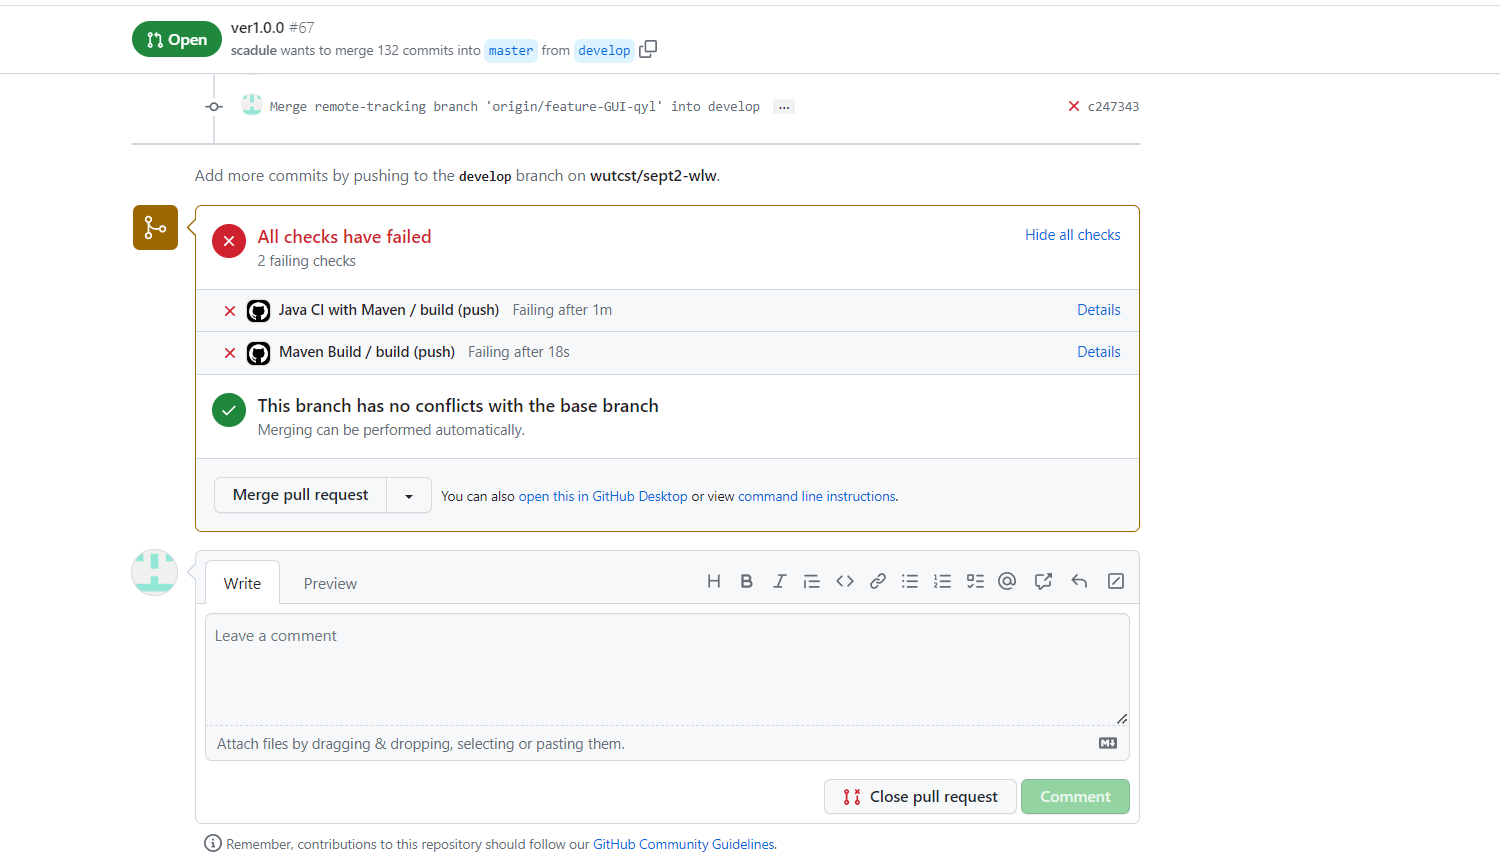 Open
ver1.0.0 #67
scadule wants to merge 132 commits into master from develop
Merge remote-tracking branch 'origin/feature-GUI-qyl' into develop ... c247343
Add more commits by pushing to the develop branch on wutcst/sept2-wlw.
All checks have failed
Hide all checks
2 failing checks
Java CI with Maven / build (push) Failing after 1m Details
Maven Build / build (push) Failing after 18s Details
This branch has no conflicts with the base branch
Merging can be performed automatically.
Merge pull request You can also open this in GitHub Desktop or view command line instructions.
Write Preview
Leave a comment
Attach files by dragging & dropping, selecting or pasting them.
Close pull request Comment
Remember, contributions to this repository should follow our GitHub Community Guidelines.